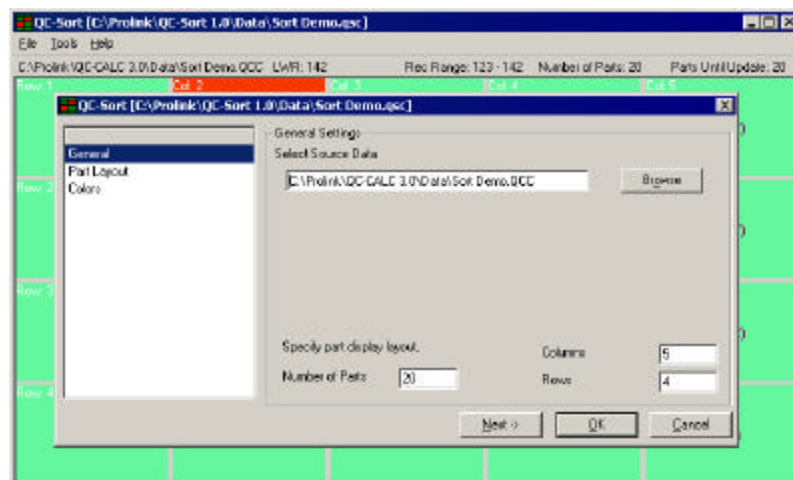 QC-Sort [C:\Prolink\QC-Sort 1.0\Data\Sort Demo.qsc]
File Tools Help
C:\Prolink\QC-CALC 3.0\Data\Sort Demo.QCC LWR: 142 Rec Range: 123 - 142 Number of Parts: 20 Parts Until Update: 20
Row: 1 Col: 2 Col: 3 Col: 4 Col: 5
QC-Sort [C:\Prolink\QC-Sort 1.0\Data\Sort Demo.qsc]
General Settings
General
Select Source Data
Part Layout
C:\Prolink\QC-CALC 3.0\Data\Sort Demo.QCC Browse
Colors
Row: 2
Row: 3
Specify part display layout.
Columns 5
Number of Parts 20
Rows 4
Row: 4
Next -> OK Cancel